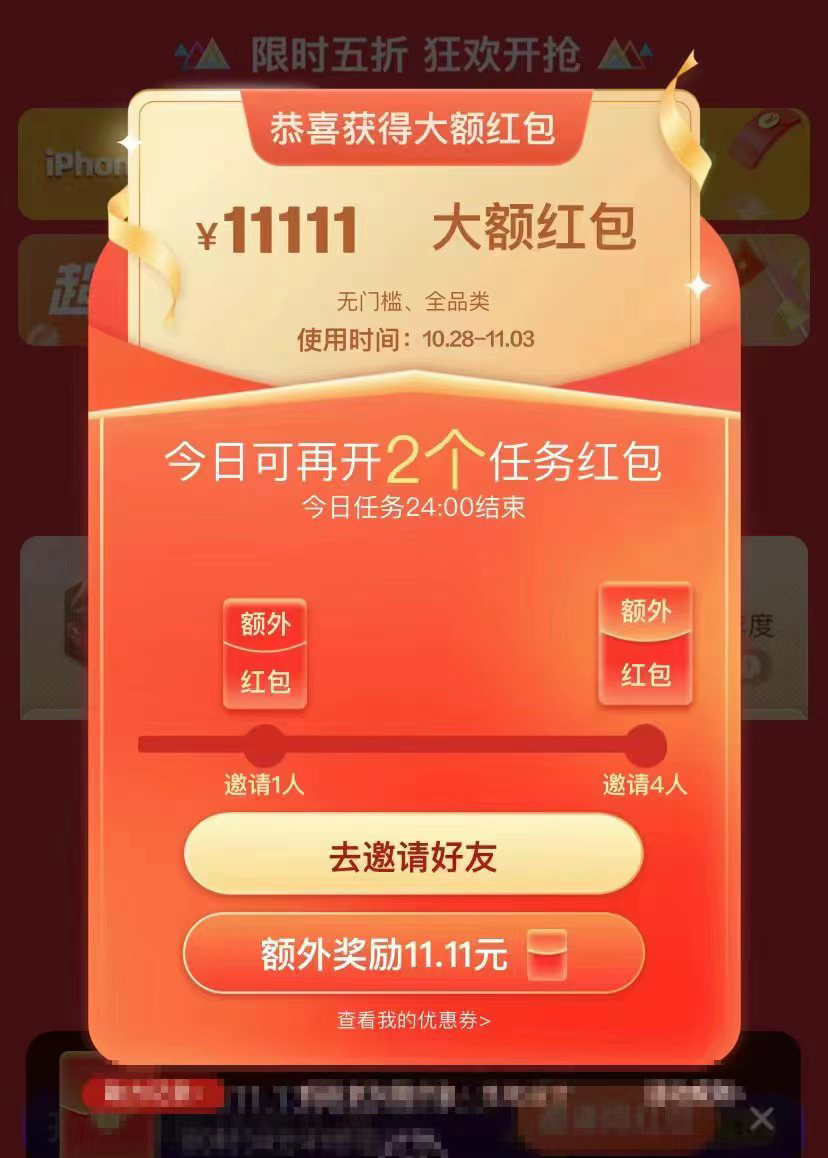 限时五折 狂欢开抢
恭喜获得大额红包
iPhon
¥11111 大额红包
超
无门槛、全品类
使用时间：10.28-11.03
今日可再开2个任务红包
今日任务24:00结束
额外
红包
额外
红包
度
邀请1人
邀请4人
去邀请好友
额外奖励11.11元
查看我的优惠券>